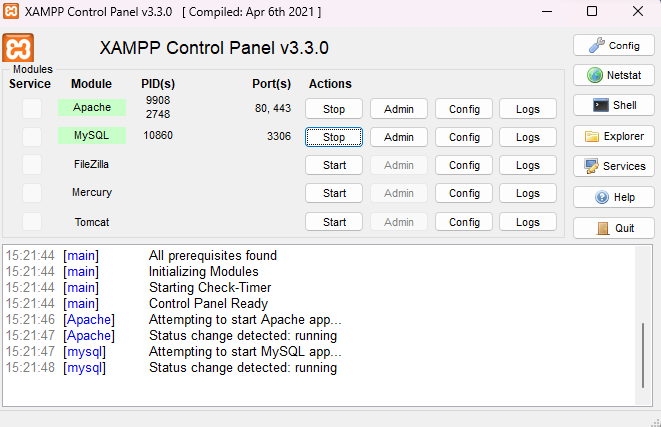 XAMPP Control Panel v3.3.0 [ Compiled: Apr 6th 2021 ]
XAMPP Control Panel v3.3.0
Config
Modules
Service Module PID(s) Port(s) Actions
Netstat
Apache 9908 2748 80, 443 Stop Admin Config Logs
Shell
MySQL 10860 3306 Stop Admin Config Logs
Explorer
FileZilla Start Admin Config Logs
Services
Mercury Start Admin Config Logs
Help
Tomcat Start Admin Config Logs
Quit
15:21:44 [main] All prerequisites found
15:21:44 [main] Initializing Modules
15:21:44 [main] Starting Check-Timer
15:21:44 [main] Control Panel Ready
15:21:46 [Apache] Attempting to start Apache app...
15:21:47 [Apache] Status change detected: running
15:21:47 [mysql] Attempting to start MySQL app...
15:21:48 [mysql] Status change detected: running